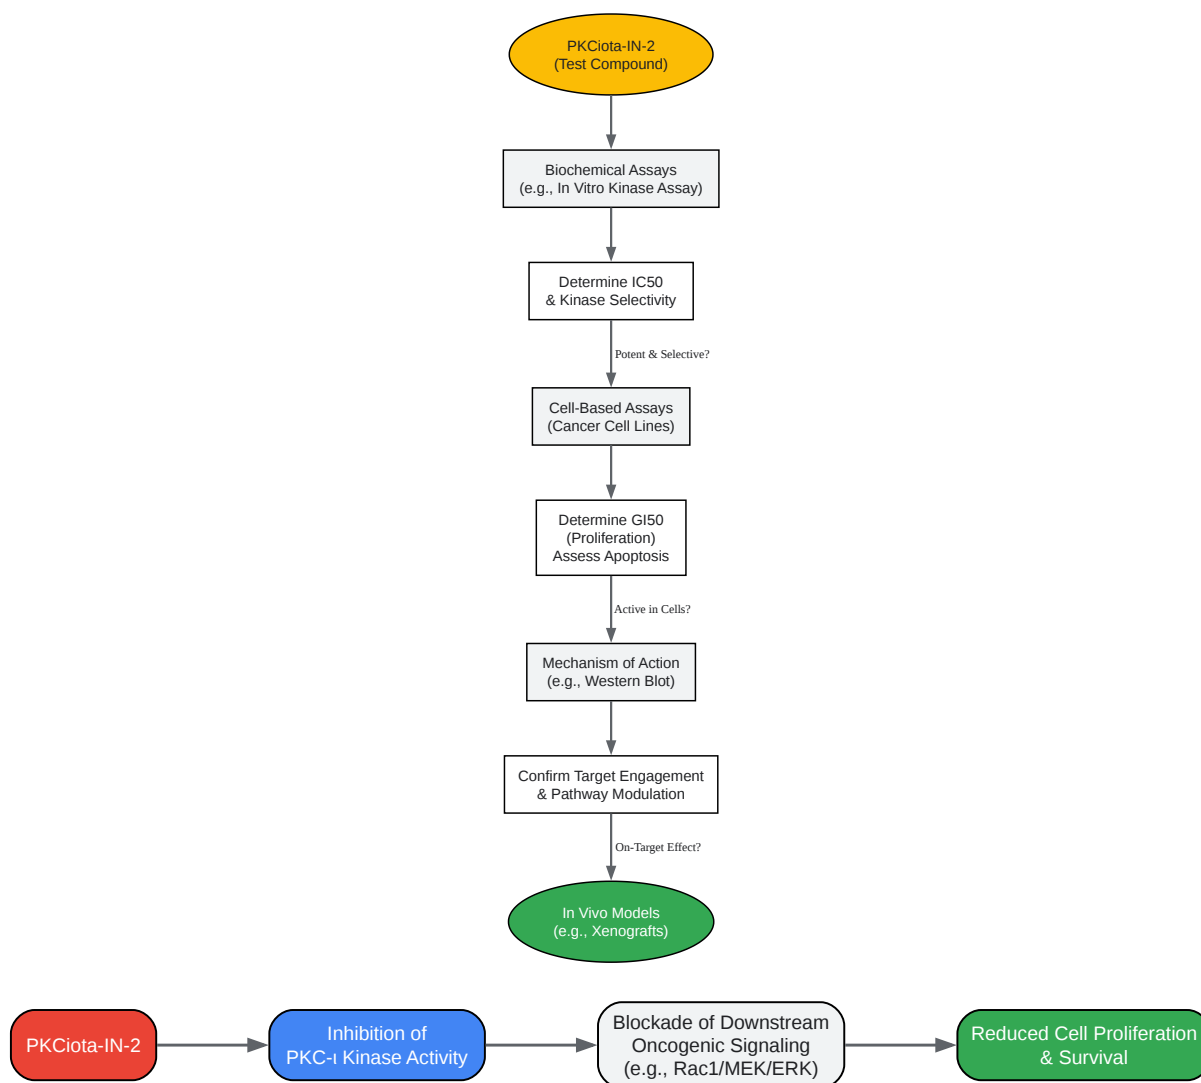 PKCiota-IN-2
(Test Compound)
Biochemical Assays
(e.g., In Vitro Kinase Assay)
Determine IC50
& Kinase Selectivity
Potent & Selective?
Cell-Based Assays
(Cancer Cell Lines)
Determine GI50
(Proliferation)
Assess Apoptosis
Active in Cells?
Mechanism of Action
(e.g., Western Blot)
Confirm Target Engagement
& Pathway Modulation
On-Target Effect?
In Vivo Models
(e.g., Xenografts)
PKCiota-IN-2
Inhibition of
PKC-ι Kinase Activity
Blockade of Downstream
Oncogenic Signaling
(e.g., Rac1/MEK/ERK)
Reduced Cell Proliferation
& Survival